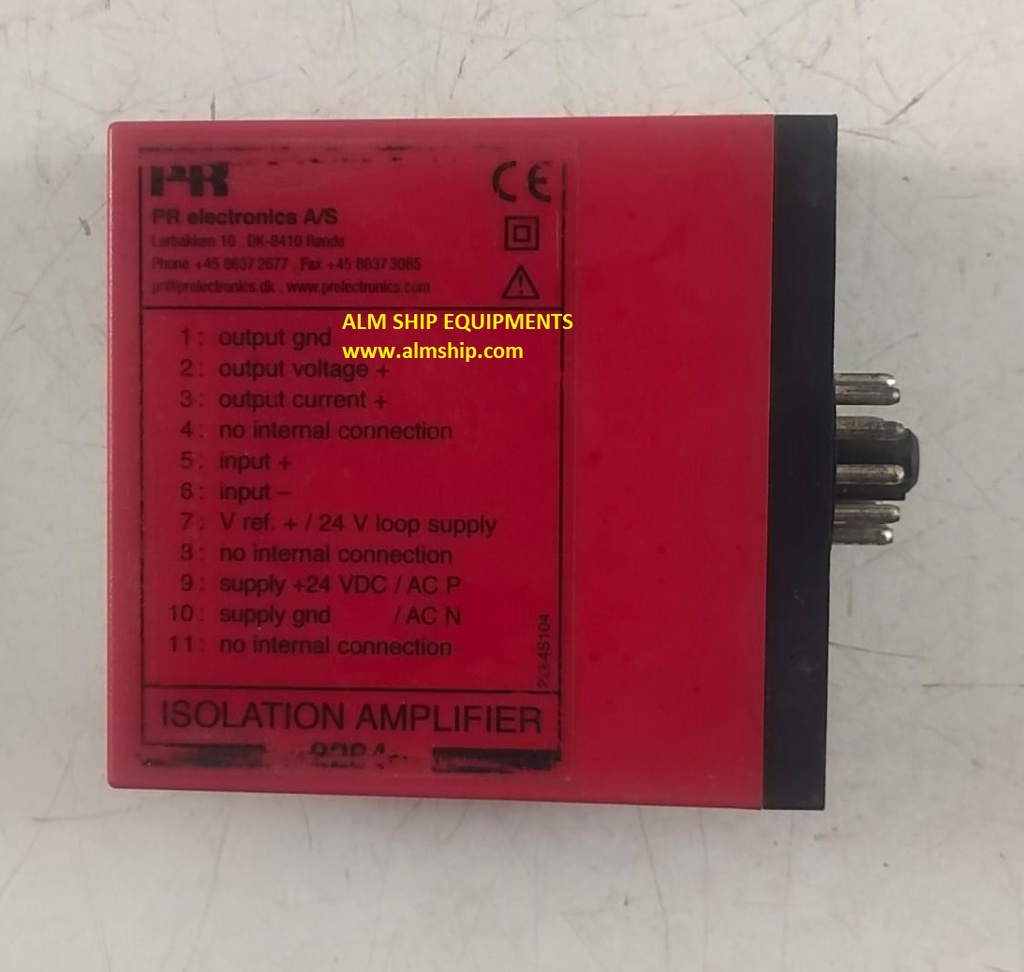 PR
CE
PR electronics A/S
Lerbakken 10 . DK-8410 Rønde
Phone +45 8637 2677 . Fax +45 8637 3085
pr@prelectronics.dk . www.prelectronics.com
ALM SHIP EQUIPMENTS
www.almship.com
1: output gnd
2: output voltage +
3: output current +
4: no internal connection
5: input +
6: input −
7: V ref. + / 24 V loop supply
8: no internal connection
9: supply +24 VDC / AC P
10: supply gnd / AC N
11: no internal connection
ISOLATION AMPLIFIER